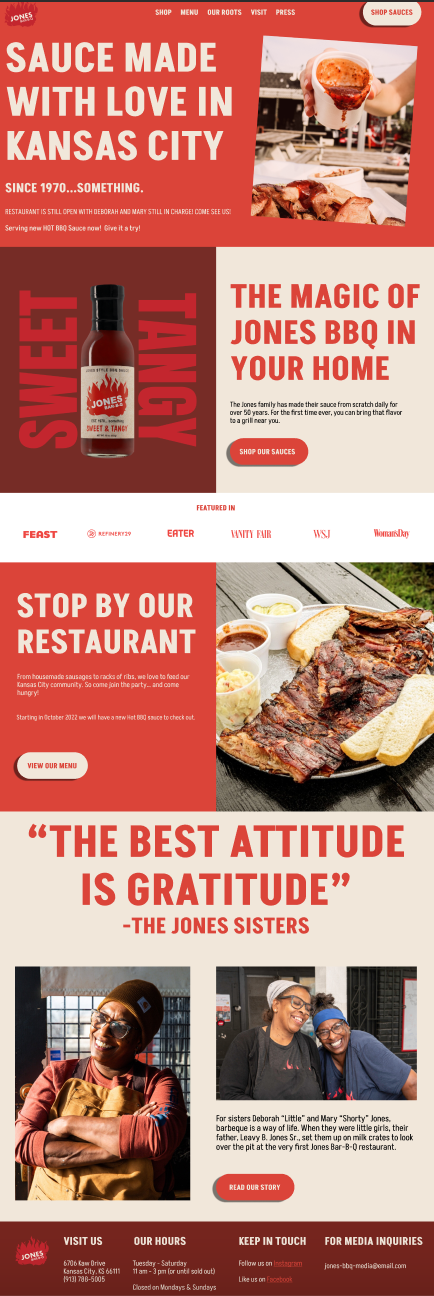 JONES
BAR-B-Q
SHOP MENU OUR ROOTS VISIT PRESS
SHOP SAUCES
SAUCE MADE
WITH LOVE IN
KANSAS CITY
SINCE 1970...SOMETHING.
RESTAURANT IS STILL OPEN WITH DEBORAH AND MARY STILL IN CHARGE! COME SEE US!
Serving new HOT BBQ Sauce now! Give it a try!
SWEET
TANGY
JONES
BAR-B-Q
SWEET & TANGY
THE MAGIC OF
JONES BBQ IN
YOUR HOME
The Jones family has made their sauce from scratch daily for
over 50 years. For the first time ever, you can bring that flavor
to a grill near you.
SHOP OUR SAUCES
FEATURED IN
FEAST
REFINERY29
EATER
VANITY FAIR
WSJ
Woman'sDay
STOP BY OUR
RESTAURANT
From housemade sausages to racks of ribs, we love to feed our
Kansas City community. So come join the party... and come
hungry!
Starting in October 2022 we will have a new Hot BBQ sauce to check out.
VIEW OUR MENU
“THE BEST ATTITUDE
IS GRATITUDE”
-THE JONES SISTERS
For sisters Deborah “Little” and Mary “Shorty” Jones,
barbeque is a way of life. When they were little girls, their
father, Leavy B. Jones Sr., set them up on milk crates to look
over the pit at the very first Jones Bar-B-Q restaurant.
READ OUR STORY
JONES
BAR-B-Q
VISIT US
6706 Kaw Drive
Kansas City, KS 66111
(913) 788-5005
OUR HOURS
Tuesday - Saturday
11 am - 3 pm (or until sold out)
Closed on Mondays & Sundays
KEEP IN TOUCH
Follow us on Instagram
Like us on Facebook
FOR MEDIA INQUIRIES
jones-bbq-media@email.com